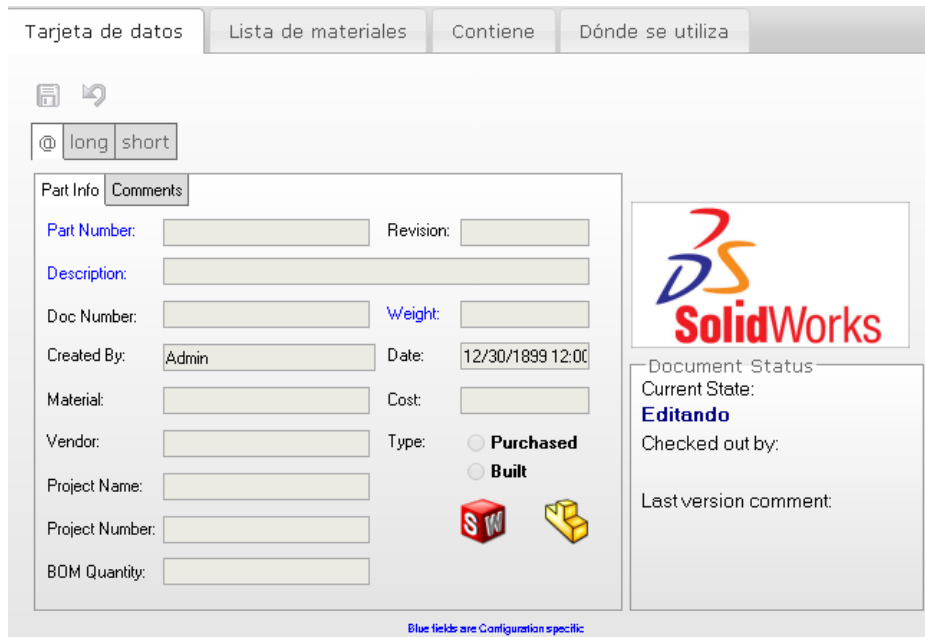 Tarjeta de datos Lista de materiales Contiene Dónde se utiliza
@ long short
Part Info Comments
Part Number: Revision:
Description:
Doc Number: Weight:
Created By: Admin Date: 12/30/1899 12:00
Material: Cost:
Vendor: Type: Purchased
Built
Project Name:
Project Number:
BOM Quantity:
SW
Blue fields are Configuration specific
DS
SolidWorks
Document Status
Current State:
Editando
Checked out by:
Last version comment: